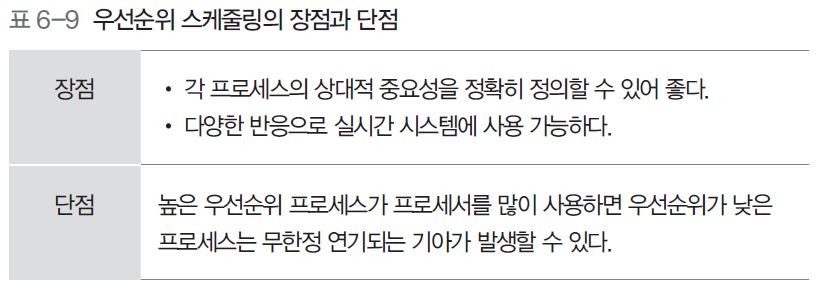 표 6-9 우선순위 스케줄링의 장점과 단점
장점
• 각 프로세스의 상대적 중요성을 정확히 정의할 수 있어 좋다.
• 다양한 반응으로 실시간 시스템에 사용 가능하다.
단점
높은 우선순위 프로세스가 프로세서를 많이 사용하면 우선순위가 낮은
프로세스는 무한정 연기되는 기아가 발생할 수 있다.